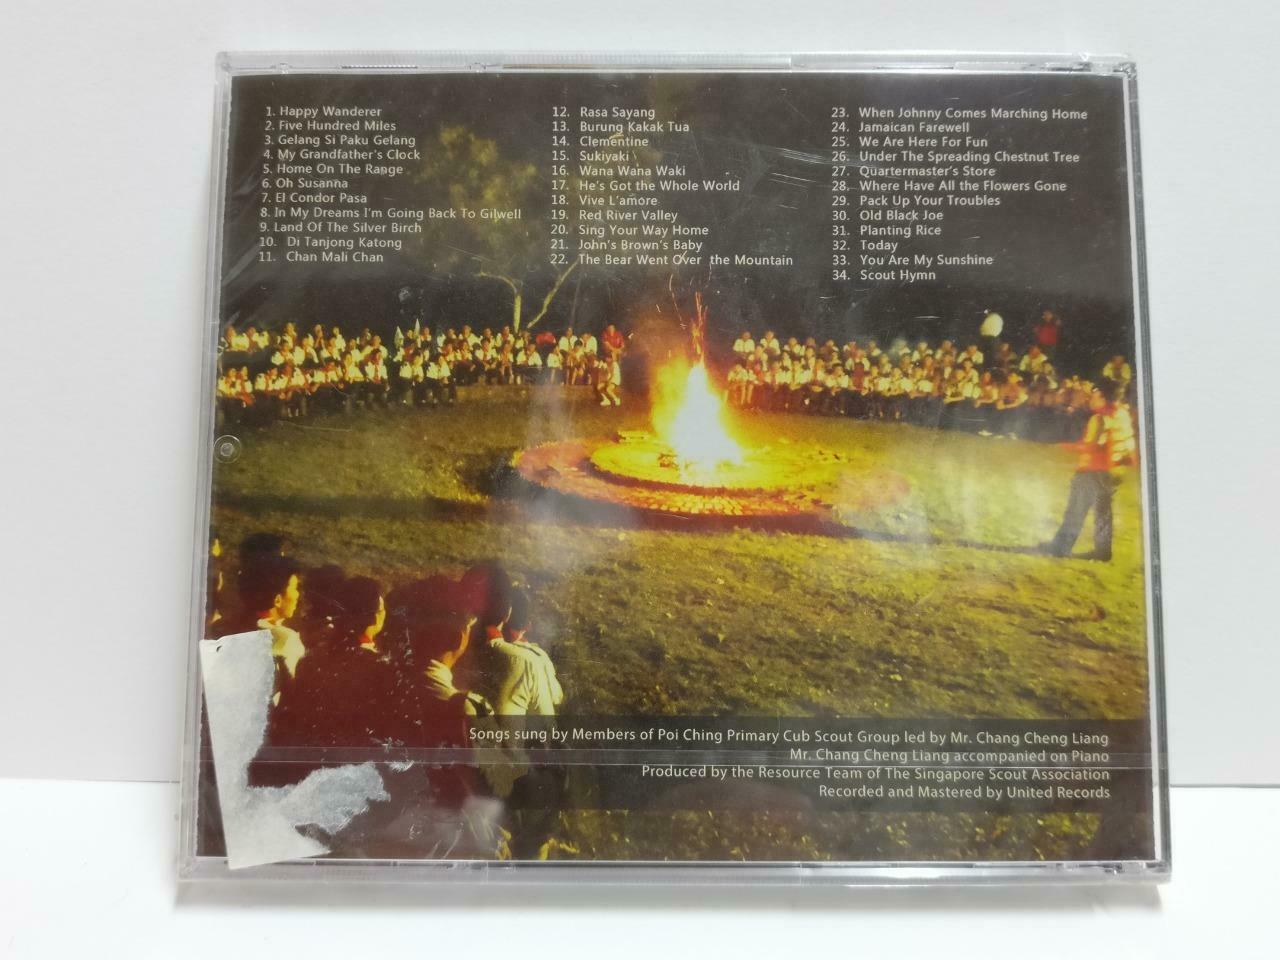 1. Happy Wanderer
2. Five Hundred Miles
3. Gelang Si Paku Gelang
4. My Grandfather's Clock
5. Home On The Range
6. Oh Susanna
7. El Condor Pasa
8. In My Dreams I'm Going Back To Gilwell
9. Land Of The Silver Birch
10. Di Tanjong Katong
11. Chan Mali Chan
12. Rasa Sayang
13. Burung Kakak Tua
14. Clementine
15. Sukiyaki
16. Wana Wana Waki
17. He's Got the Whole World
18. Vive L'amore
19. Red River Valley
20. Sing Your Way Home
21. John's Brown's Baby
22. The Bear Went Over the Mountain
23. When Johnny Comes Marching Home
24. Jamaican Farewell
25. We Are Here For Fun
26. Under The Spreading Chestnut Tree
27. Quartermaster's Store
28. Where Have All the Flowers Gone
29. Pack Up Your Troubles
30. Old Black Joe
31. Planting Rice
32. Today
33. You Are My Sunshine
34. Scout Hymn
Songs sung by Members of Poi Ching Primary Cub Scout Group led by Mr. Chang Cheng Liang
Mr. Chang Cheng Liang accompanied on Piano
Produced by the Resource Team of The Singapore Scout Association
Recorded and Mastered by United Records